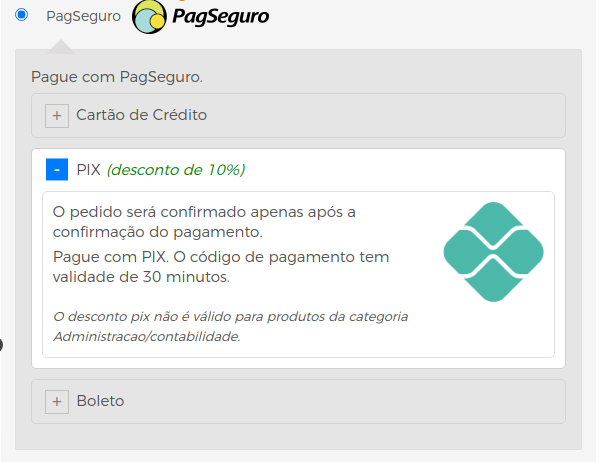 PagSeguro PagSeguro
Pague com PagSeguro.
+ Cartão de Crédito
- PIX (desconto de 10%)
O pedido será confirmado apenas após a
confirmação do pagamento.
Pague com PIX. O código de pagamento tem
validade de 30 minutos.
O desconto pix não é válido para produtos da categoria
Administracao/contabilidade.
+ Boleto